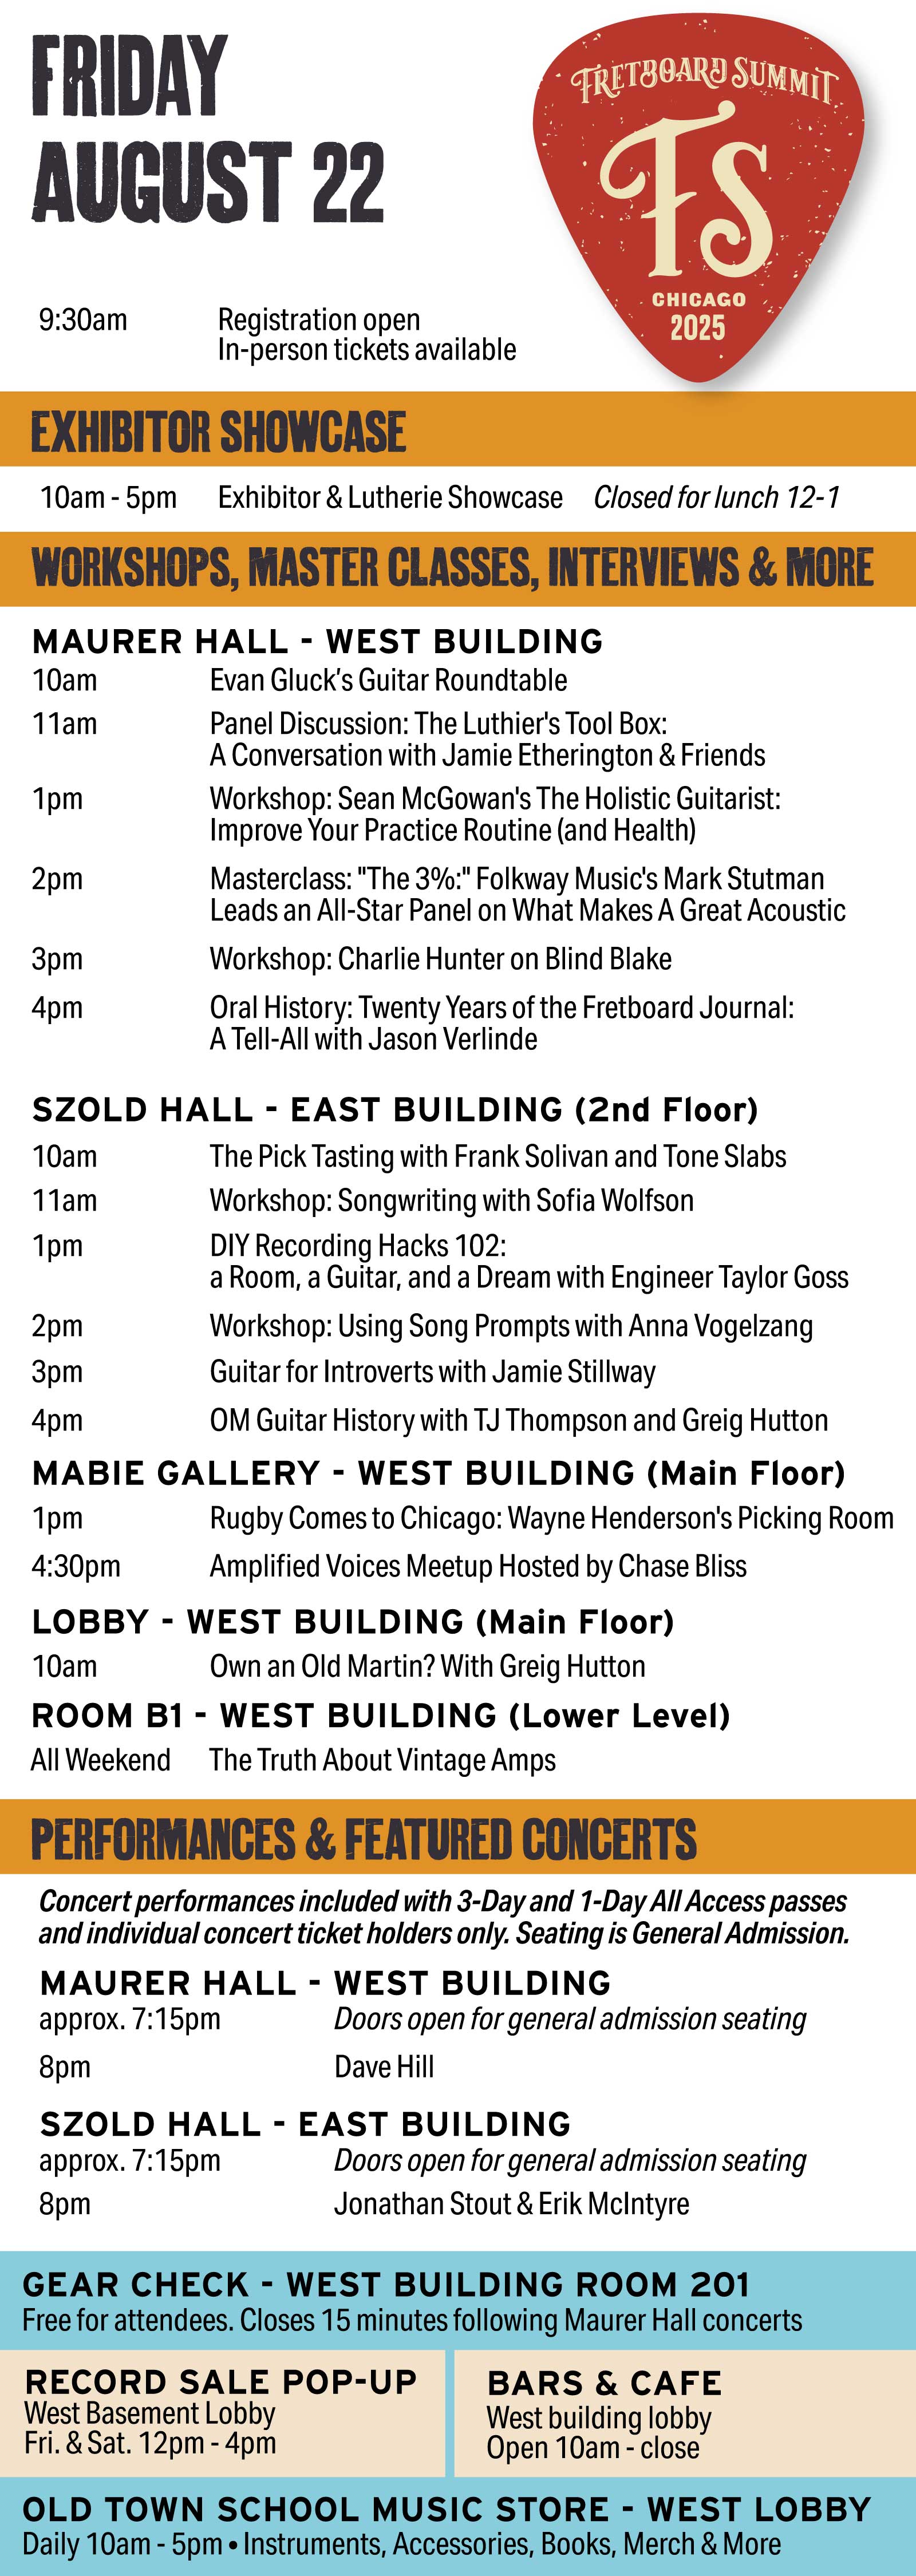 FRIDAY
AUGUST 22
FRETBOARD SUMMIT
FS
CHICAGO
2025
9:30am Registration open
In-person tickets available
EXHIBITOR SHOWCASE
10am - 5pm Exhibitor & Lutherie Showcase Closed for lunch 12-1
WORKSHOPS, MASTER CLASSES, INTERVIEWS & MORE
MAURER HALL - WEST BUILDING
10am Evan Gluck’s Guitar Roundtable
11am Panel Discussion: The Luthier's Tool Box:
A Conversation with Jamie Etherington & Friends
1pm Workshop: Sean McGowan's The Holistic Guitarist:
Improve Your Practice Routine (and Health)
2pm Masterclass: "The 3%:" Folkway Music's Mark Stutman
Leads an All-Star Panel on What Makes A Great Acoustic
3pm Workshop: Charlie Hunter on Blind Blake
4pm Oral History: Twenty Years of the Fretboard Journal:
A Tell-All with Jason Verlinde
SZOLD HALL - EAST BUILDING (2nd Floor)
10am The Pick Tasting with Frank Solivan and Tone Slabs
11am Workshop: Songwriting with Sofia Wolfson
1pm DIY Recording Hacks 102:
a Room, a Guitar, and a Dream with Engineer Taylor Goss
2pm Workshop: Using Song Prompts with Anna Vogelzang
3pm Guitar for Introverts with Jamie Stillway
4pm OM Guitar History with TJ Thompson and Greig Hutton
MABIE GALLERY - WEST BUILDING (Main Floor)
1pm Rugby Comes to Chicago: Wayne Henderson's Picking Room
4:30pm Amplified Voices Meetup Hosted by Chase Bliss
LOBBY - WEST BUILDING (Main Floor)
10am Own an Old Martin? With Greig Hutton
ROOM B1 - WEST BUILDING (Lower Level)
All Weekend The Truth About Vintage Amps
PERFORMANCES & FEATURED CONCERTS
Concert performances included with 3-Day and 1-Day All Access passes
and individual concert ticket holders only. Seating is General Admission.
MAURER HALL - WEST BUILDING
approx. 7:15pm Doors open for general admission seating
8pm Dave Hill
SZOLD HALL - EAST BUILDING
approx. 7:15pm Doors open for general admission seating
8pm Jonathan Stout & Erik McIntyre
GEAR CHECK - WEST BUILDING ROOM 201
Free for attendees. Closes 15 minutes following Maurer Hall concerts
RECORD SALE POP-UP
West Basement Lobby
Fri. & Sat. 12pm - 4pm
BARS & CAFE
West building lobby
Open 10am - close
OLD TOWN SCHOOL MUSIC STORE - WEST LOBBY
Daily 10am - 5pm • Instruments, Accessories, Books, Merch & More